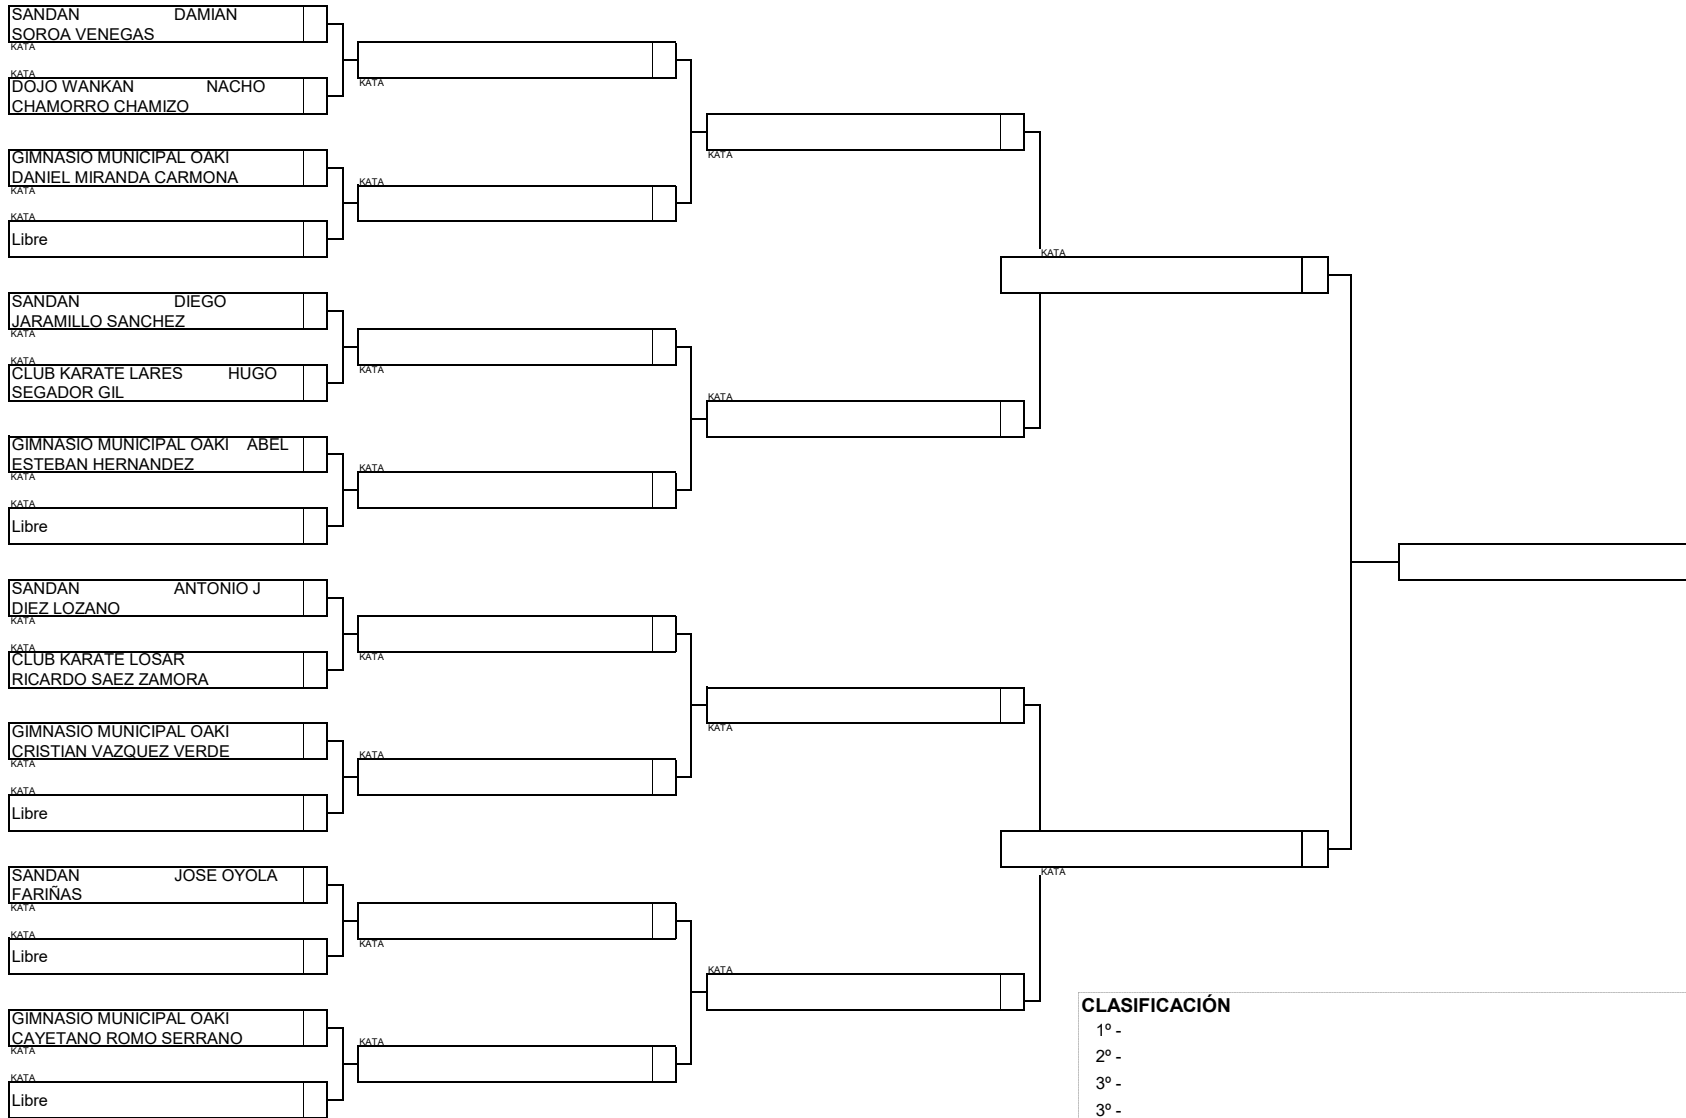 SANDAN DAMIAN
SOROA VENEGAS
KATA
KATA
DOJO WANKAN NACHO
CHAMORRO CHAMIZO
GIMNASIO MUNICIPAL OAKI
DANIEL MIRANDA CARMONA
KATA
KATA
Libre
SANDAN DIEGO
JARAMILLO SANCHEZ
KATA
KATA
CLUB KARATE LARES HUGO
SEGADOR GIL
GIMNASIO MUNICIPAL OAKI ABEL
ESTEBAN HERNANDEZ
KATA
KATA
Libre
SANDAN ANTONIO J
DIEZ LOZANO
KATA
KATA
CLUB KARATE LOSAR
RICARDO SAEZ ZAMORA
GIMNASIO MUNICIPAL OAKI
CRISTIAN VAZQUEZ VERDE
KATA
KATA
Libre
SANDAN JOSE OYOLA
FARIÑAS
KATA
KATA
Libre
GIMNASIO MUNICIPAL OAKI
CAYETANO ROMO SERRANO
KATA
KATA
Libre
KATA
KATA
KATA
KATA
KATA
KATA
KATA
KATA
KATA
KATA
KATA
KATA
KATA
KATA
CLASIFICACIÓN
1º -
2º -
3º -
3º -